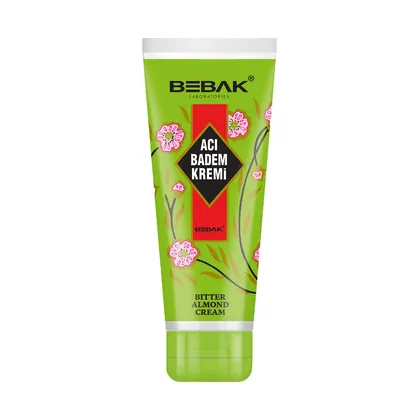 BEBAK®
LABORATORIES
ACI
BADEM
KREMİ
BEBAK®
BITTER
ALMOND
CREAM